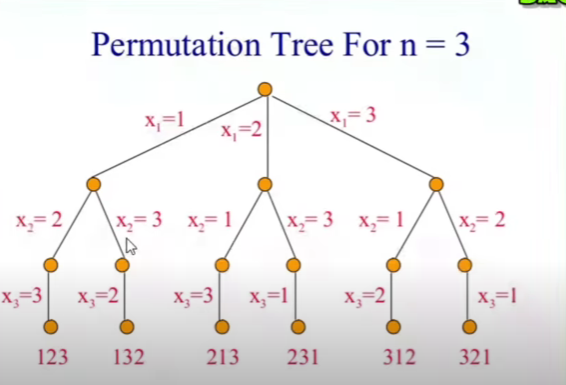 Permutation Tree For n = 3
x₁=1
x₁=2
x₁= 3
x₂= 2
x₂= 3
x₂= 1
x₂= 3
x₂= 1
x₂= 2
x₃=3
x₃=2
x₃=3
x₃=1
x₃=2
x₃=1
123
132
213
231
312
321